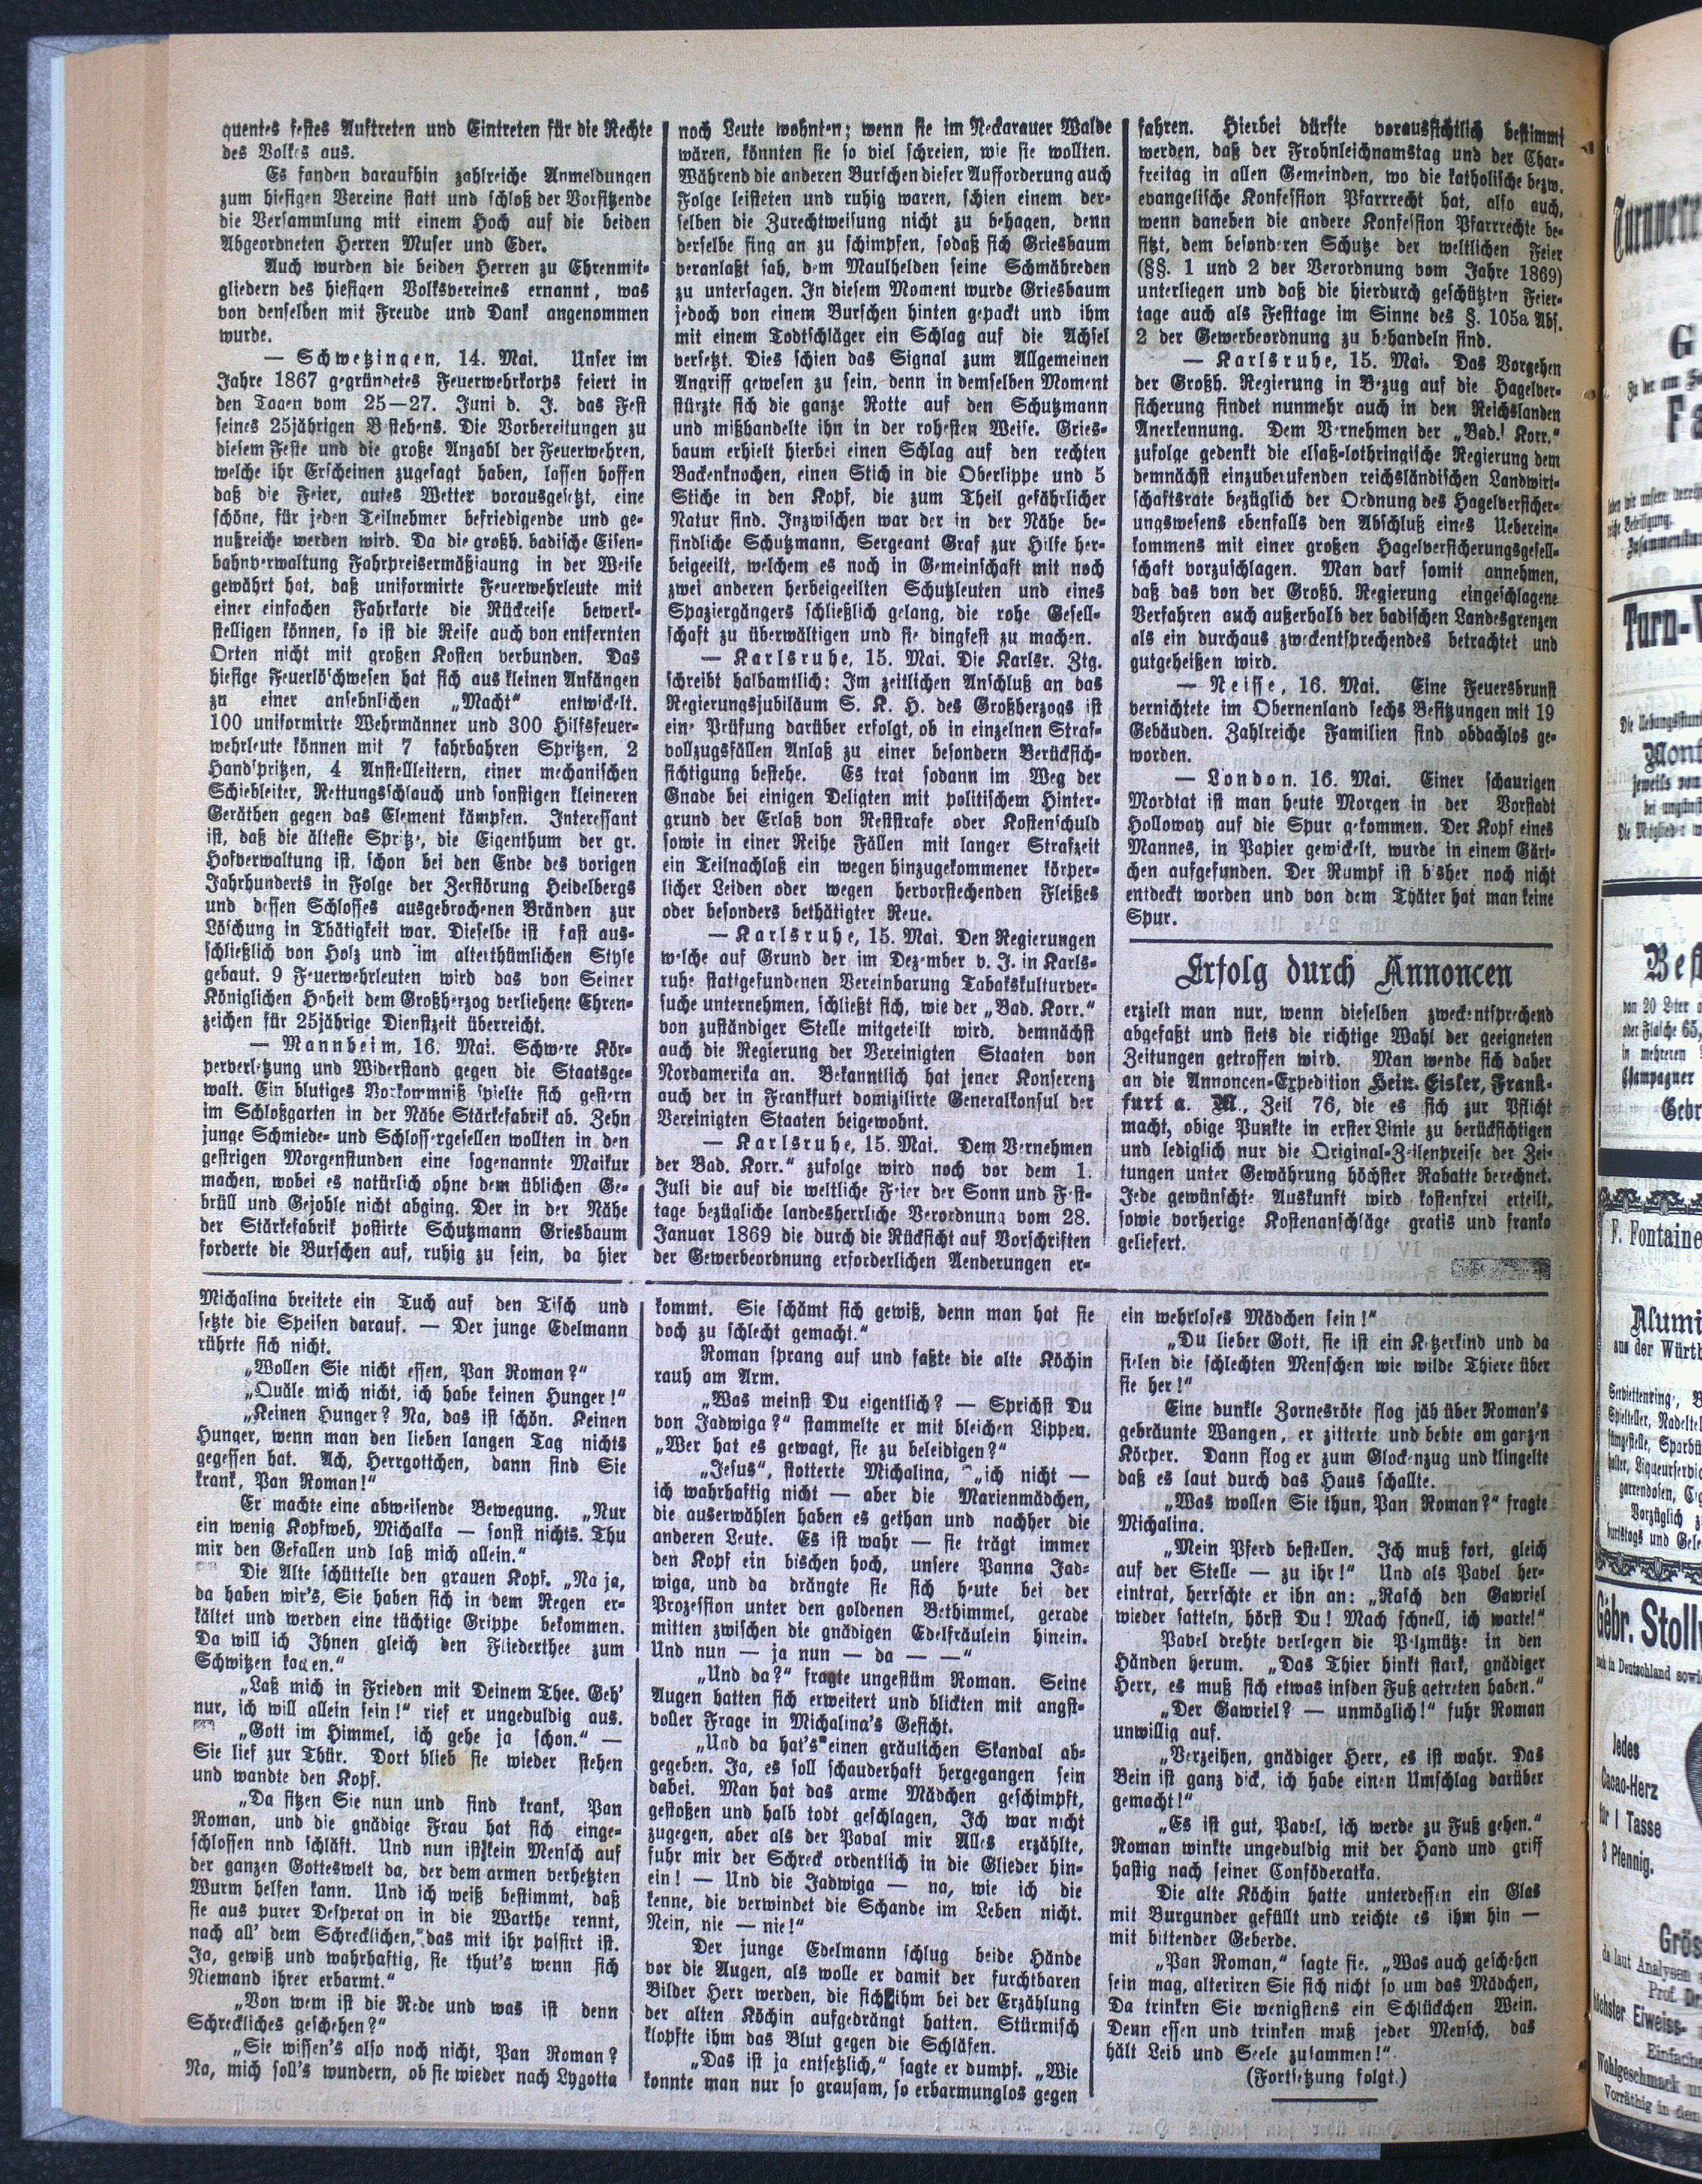 quentes festes Auftreten und Eintreten für die Rechte
des Volkes aus.
Es fanden daraufhin zahlreiche Anmeldungen
zum hiesigen Vereine statt und schloß der Vorsitzende
die Versammlung mit einem Hoch auf die beiden
Abgeordneten Herren Muser und Eder.
Auch wurden die beiden Herren zu Ehrenmit-
gliedern des hiesigen Volksvereines ernannt, was
von denselben mit Freude und Dank angenommen
wurde.
— Schwetzingen, 14. Mai. Unser im
Jahre 1867 gegründetes Feuerwehrkorps feiert in
den Tagen vom 25—27. Juni d. J. das Fest
seines 25jährigen Bestehens. Die Vorbereitungen zu
diesem Feste und die große Anzahl der Feuerwehren,
welche ihr Erscheinen zugesagt haben, lassen hoffen
daß die Feier, gutes Wetter vorausgesetzt, eine
schöne, für jeden Teilnehmer befriedigende und ge-
nußreiche werden wird. Da die großh. badische Eisen-
bahnverwaltung Fahrpreisermäßigung in der Weise
gewährt hat, daß uniformirte Feuerwehrleute mit
einer einfachen Fahrkarte die Rückreise bewerk-
stelligen können, so ist die Reise auch von entfernten
Orten nicht mit großen Kosten verbunden. Das
hiesige Feuerlöschwesen hat sich aus kleinen Anfängen
zu einer ansehnlichen „Macht“ entwickelt.
100 uniformirte Wehrmänner und 300 Hilfsfeuer-
wehrleute können mit 7 fahrbahren Spritzen, 2
Handspritzen, 4 Anstellleitern, einer mechanischen
Schiebleiter, Rettungsschlauch und sonstigen kleineren
Geräthen gegen das Element kämpfen. Interessant
ist, daß die älteste Spritze, die Eigenthum der gr.
Hofverwaltung ist, schon bei den Ende des vorigen
Jahrhunderts in Folge der Zerstörung Heidelbergs
und dessen Schlosses ausgebrochenen Bränden zur
Löschung in Thätigkeit war. Dieselbe ist fast aus-
schließlich von Holz und im alterthümlichen Style
gebaut. 9 Feuerwehrleuten wird das von Seiner
Königlichen Hoheit dem Großherzog verliehene Ehren-
zeichen für 25jährige Dienstzeit überreicht.
— Mannheim, 16. Mai. Schwere Kör-
perverletzung und Widerstand gegen die Staatsge-
walt. Ein blutiges Vorkommniß spielte sich gestern
im Schloßgarten in der Nähe Stärkefabrik ab. Zehn
junge Schmiede- und Schlossergesellen wollten in den
gestrigen Morgenstunden eine sogenannte Maikur
machen, wobei es natürlich ohne dem üblichen Ge-
brüll und Gejohle nicht abging. Der in der Nähe
der Stärkefabrik postirte Schutzmann Griesbaum
forderte die Burschen auf, ruhig zu sein, da hier
noch Leute wohnten; wenn sie im Neckarauer Walde
wären, könnten sie so viel schreien, wie sie wollten.
Während die anderen Burschen dieser Aufforderung auch
Folge leisteten und ruhig waren, schien einem der-
selben die Zurechtweisung nicht zu behagen, denn
derselbe fing an zu schimpfen, sodaß sich Griesbaum
veranlaßt sah, dem Maulhelden seine Schmähreden
zu untersagen. In diesem Moment wurde Griesbaum
jedoch von einem Burschen hinten gepackt und ihm
mit einem Todtschläger ein Schlag auf die Achsel
versetzt. Dies schien das Signal zum Allgemeinen
Angriff gewesen zu sein, denn in demselben Moment
stürzte sich die ganze Rotte auf den Schutzmann
und mißhandelte ihn in der rohesten Weise. Gries-
baum erhielt hierbei einen Schlag auf den rechten
Backenknochen, einen Stich in die Oberlippe und 5
Stiche in den Kopf, die zum Theil gefährlicher
Natur sind. Inzwischen war der in der Nähe be-
findliche Schutzmann, Sergeant Graf zur Hilfe her-
beigeeilt, welchem es noch in Gemeinschaft mit noch
zwei anderen herbeigeeilten Schutzleuten und eines
Spaziergängers schließlich gelang, die rohe Gesell-
schaft zu überwältigen und sie dingfest zu machen.
— Karlsruhe, 15. Mai. Die Karlsr. Ztg.
schreibt halbamtlich: Im zeitlichen Anschluß an das
Regierungsjubiläum S. K. H. des Großherzogs ist
eine Prüfung darüber erfolgt, ob in einzelnen Straf-
vollzugsfällen Anlaß zu einer besondern Berücksich-
sichtigung bestehe. Es trat sodann im Weg der
Gnade bei einigen Deligten mit politischem Hinter-
grund der Erlaß von Reststrafe oder Kostenschuld
sowie in einer Reihe Fällen mit langer Strafzeit
ein Teilnachlaß ein wegen hinzugekommener körper-
licher Leiden oder wegen hervorstechenden Fleißes
oder besonders bethätigter Reue.
— Karlsruhe, 15. Mai. Den Regierungen
welche auf Grund der im Dezember v. J. in Karls-
ruhe stattgefundenen Vereinbarung Tabakskulturver-
suche unternehmen, schließt sich, wie der „Bad. Korr.“
von zuständiger Stelle mitgeteilt wird, demnächst
auch die Regierung der Vereinigten Staaten von
Nordamerika an. Bekanntlich hat jener Konferenz
auch der in Frankfurt domizilirte Generalkonsul der
Vereinigten Staaten beigewohnt.
— Karlsruhe, 15. Mai. Dem Vernehmen
der Bad. Korr.“ zufolge wird noch vor dem 1.
Juli die auf die weltliche Feier der Sonn und Fest-
tage bezügliche landesherrliche Verordnung vom 28.
Januar 1869 die durch die Rücksicht auf Vorschriften
der Gewerbeordnung erforderlichen Aenderungen er-
fahren. Hierbei dürfte voraussichtlich bestimmt
werden, daß der Frohnleichnamstag und der Char-
freitag in allen Gemeinden, wo die katholische bezw.
evangelische Konfession Pfarrrecht hat, also auch,
wenn daneben die andere Konfession Pfarrrechte be-
sitzt, dem besonderen Schutze der weltlichen Feier
(§§. 1 und 2 der Verordnung vom Jahre 1869)
unterliegen und daß die hierdurch geschützten Feier-
tage auch als Festtage im Sinne des §. 105a Abs.
2 der Gewerbeordnung zu behandeln sind.
— Karlsruhe, 15. Mai. Das Vorgehen
der Großh. Regierung in Bezug auf die Hagelver-
sicherung findet nunmehr auch in den Reichslanden
Anerkennung. Dem Vernehmen der „Bad. Korr.“
zufolge gedenkt die elsaß-lothringische Regierung dem
demnächst einzuberufenden reichsländischen Landwirt-
schaftsrate bezüglich der Ordnung des Hagelversicher-
ungswesens ebenfalls den Abschluß eines Ueberein-
kommens mit einer großen Hagelversicherungsgesell-
schaft vorzuschlagen. Man darf somit annehmen,
daß das von der Großh. Regierung eingeschlagene
Verfahren auch außerhalb der badischen Landesgrenzen
als ein durchaus zweckentsprechendes betrachtet und
gutgeheißen wird.
— Neisse, 16. Mai. Eine Feuersbrunst
vernichtete im Obernenland sechs Besitzungen mit 19
Gebäuden. Zahlreiche Familien sind obdachlos ge-
worden.
— London, 16. Mai. Einer schaurigen
Mordtat ist man heute Morgen in der Vorstadt
Holloway auf die Spur gekommen. Der Kopf eines
Mannes, in Papier gewickelt, wurde in einem Gärt-
chen aufgefunden. Der Rumpf ist bisher noch nicht
entdeckt worden und von dem Thäter hat man keine
Spur.
Erfolg durch Annoncen
erzielt man nur, wenn dieselben zweckentsprechend
abgefaßt und stets die richtige Wahl der geeigneten
Zeitungen getroffen wird. Man wende sich daher
an die Annoncen-Expedition Hein. Eisler, Frank-
furt a. M., Zeil 76, die es sich zur Pflicht
macht, obige Punkte in erster Linie zu berücksichtigen
und lediglich nur die Original-Zeilenpreise der Zei-
tungen unter Gewährung höchster Rabatte berechnet.
Jede gewünschte Auskunft wird kostenfrei erteilt,
sowie vorherige Kostenanschläge gratis und franko
geliefert.
Michalina breitete ein Tuch auf den Tisch und
setzte die Speisen darauf. — Der junge Edelmann
rührte sich nicht.
„Wollen Sie nicht essen, Pan Roman?“
„Quäle mich nicht, ich habe keinen Hunger!“
„Keinen Hunger? Na, das ist schön. Keinen
Hunger, wenn man den lieben langen Tag nichts
gegessen hat. Ach, Herrgottchen, dann sind Sie
krank, Pan Roman!“
Er machte eine abweisende Bewegung. „Nur
ein wenig Kopfweh, Michalka — sonst nichts. Thu
mir den Gefallen und laß mich allein.“
Die Alte schüttelte den grauen Kopf. „Na ja,
da haben wir's, Sie haben sich in dem Regen er-
kältet und werden eine tüchtige Grippe bekommen.
Da will ich Ihnen gleich den Fliederthee zum
Schwitzen kochen.“
„Laß mich in Frieden mit Deinem Thee. Geh'
nur, ich will allein sein!“ rief er ungeduldig aus.
„Gott im Himmel, ich gehe ja schon.“ —
Sie lief zur Thür. Dort blieb sie wieder stehen
und wandte den Kopf.
„Da sitzen Sie nun und sind krank, Pan
Roman, und die gnädige Frau hat sich einge-
schlossen nnd schläft. Und nun ist kein Mensch auf
der ganzen Gotteswelt da, der dem armen verhetzten
Wurm helfen kann. Und ich weiß bestimmt, daß
sie aus purer Desperation in die Warthe rennt,
nach all' dem Schrecklichen, das mit ihr passirt ist.
Ja, gewiß und wahrhaftig, sie thut's wenn sich
Niemand ihrer erbarmt.“
„Von wem ist die Rede und was ist denn
Schreckliches geschehen?“
„Sie wissen's also noch nicht, Pan Roman?
Na, mich soll's wundern, ob sie wieder nach Lygotta
kommt. Sie schämt sich gewiß, denn man hat sie
doch zu schlecht gemacht.“
Roman sprang auf und faßte die alte Köchin
rauh am Arm.
„Was meinst Du eigentlich? — Sprichst Du
von Jadwiga?“ stammelte er mit bleichen Lippen.
„Wer hat es gewagt, sie zu beleidigen?“
„Jesus“, stotterte Michalina, „ich nicht —
ich wahrhaftig nicht — aber die Marienmädchen,
die auserwählen haben es gethan und nachher die
anderen Leute. Es ist wahr — sie trägt immer
den Kopf ein bischen hoch, unsere Panna Jad-
wiga, und da drängte sie sich heute bei der
Prozession unter den goldenen Bethimmel, gerade
mitten zwischen die gnädigen Edelfräulein hinein.
Und nun — ja nun — da — —“
„Und da?“ fragte ungestüm Roman. Seine
Augen hatten sich erweitert und blickten mit angst-
voller Frage in Michalina's Gesicht.
„Und da hat's einen gräulichen Skandal ab-
gegeben. Ja, es soll schauderhaft hergegangen sein
dabei. Man hat das arme Mädchen geschimpft,
gestoßen und halb todt geschlagen, Ich war nicht
zugegen, aber als der Pavel mir Alles erzählte,
fuhr mir der Schreck ordentlich in die Glieder hin-
ein! — Und die Jadwiga — na, wie ich die
kenne, die verwindet die Schande im Leben nicht.
Nein, nie — nie!“
Der junge Edelmann schlug beide Hände
vor die Augen, als wolle er damit der furchtbaren
Bilder Herr werden, die sich ihm bei der Erzählung
der alten Köchin aufgedrängt hatten. Stürmisch
klopfte ihm das Blut gegen die Schläfen.
„Das ist ja entsetzlich,“ sagte er dumpf. „Wie
konnte man nur so grausam, so erbarmunglos gegen
ein wehrloses Mädchen sein!“
„Du lieber Gott, sie ist ein Ketzerkind und da
fielen die schlechten Menschen wie wilde Thiere über
sie her!“
Eine dunkle Zornesröte flog jäh über Roman's
gebräunte Wangen, er zitterte und bebte am ganzen
Körper. Dann flog er zum Glockenzug und klingelte
daß es laut durch das Haus schallte.
„Was wollen Sie thun, Pan Roman?“ fragte
Michalina.
„Mein Pferd bestellen. Ich muß fort, gleich
auf der Stelle — zu ihr!“ Und als Pavel her-
eintrat, herrschte er ihn an: „Rasch den Gawriel
wieder satteln, hörst Du! Mach schnell, ich warte!“
Pavel drehte verlegen die Pelzmütze in den
Händen herum. „Das Thier hinkt stark, gnädiger
Herr, es muß sich etwas in den Fuß getreten haben.“
„Der Gawriel? — unmöglich!“ fuhr Roman
unwillig auf.
„Verzeihen, gnädiger Herr, es ist wahr. Das
Bein ist ganz dick, ich habe einen Umschlag darüber
gemacht!“
„Es ist gut, Pavel, ich werde zu Fuß gehen.“
Roman winkte ungeduldig mit der Hand und griff
hastig nach seiner Conföderatka.
Die alte Köchin hatte unterdessen ein Glas
mit Burgunder gefüllt und reichte es ihm hin —
mit bittender Geberde.
„Pan Roman,“ sagte sie. „Was auch geschehen
sein mag, alteriren Sie sich nicht so um das Mädchen,
Da trinken Sie wenigstens ein Schlückchen Wein.
Denn essen und trinken muß jeder Mensch, das
hält Leib und Seele zusammen!“
(Fortsetzung folgt.)
Turn-
Die
jeweils
F. Fontaine
aus der Württ
Gebr. Stoll
Jedes
Cacao-Herz
für 1 Tasse
3 Pfennig.
laut Analysen
Prof. Dr
höchster Eiweiss-
Einfache
Wohlgeschmack
Vorräthig in den